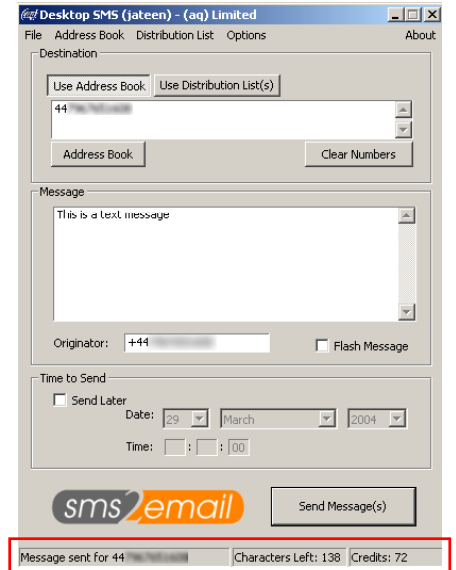 Desktop SMS (jateen) - (aq) Limited
File Address Book Distribution List Options About
Destination
Use Address Book Use Distribution List(s)
44
Address Book Clear Numbers
Message
This is a text message
Originator: +44 Flash Message
Time to Send
Send Later
Date: 29 March 2004
Time: : : 00
sms2email Send Message(s)
Message sent for 44 Characters Left: 138 Credits: 72